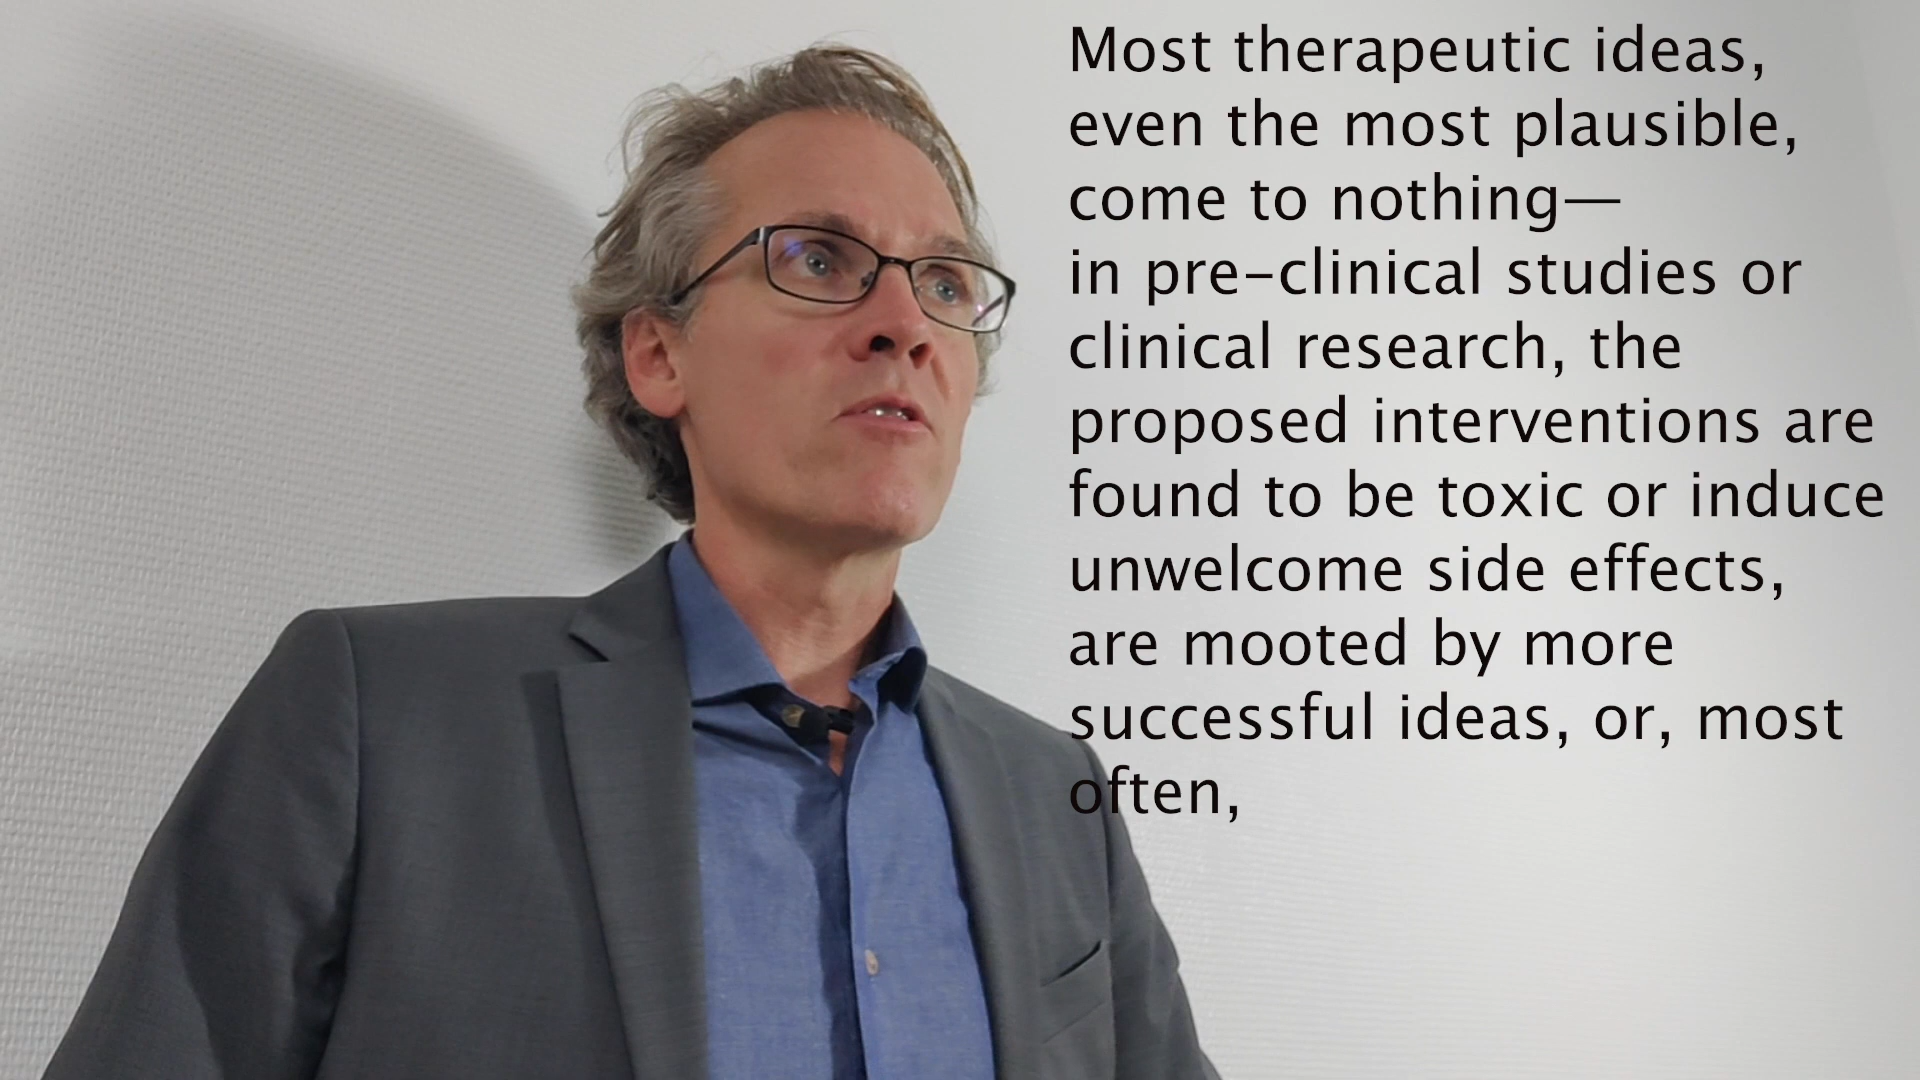 Most therapeutic ideas,
even the most plausible,
come to nothing—
in pre–clinical studies or
clinical research, the
proposed interventions are
found to be toxic or induce
unwelcome side effects,
are mooted by more
successful ideas, or, most
often,